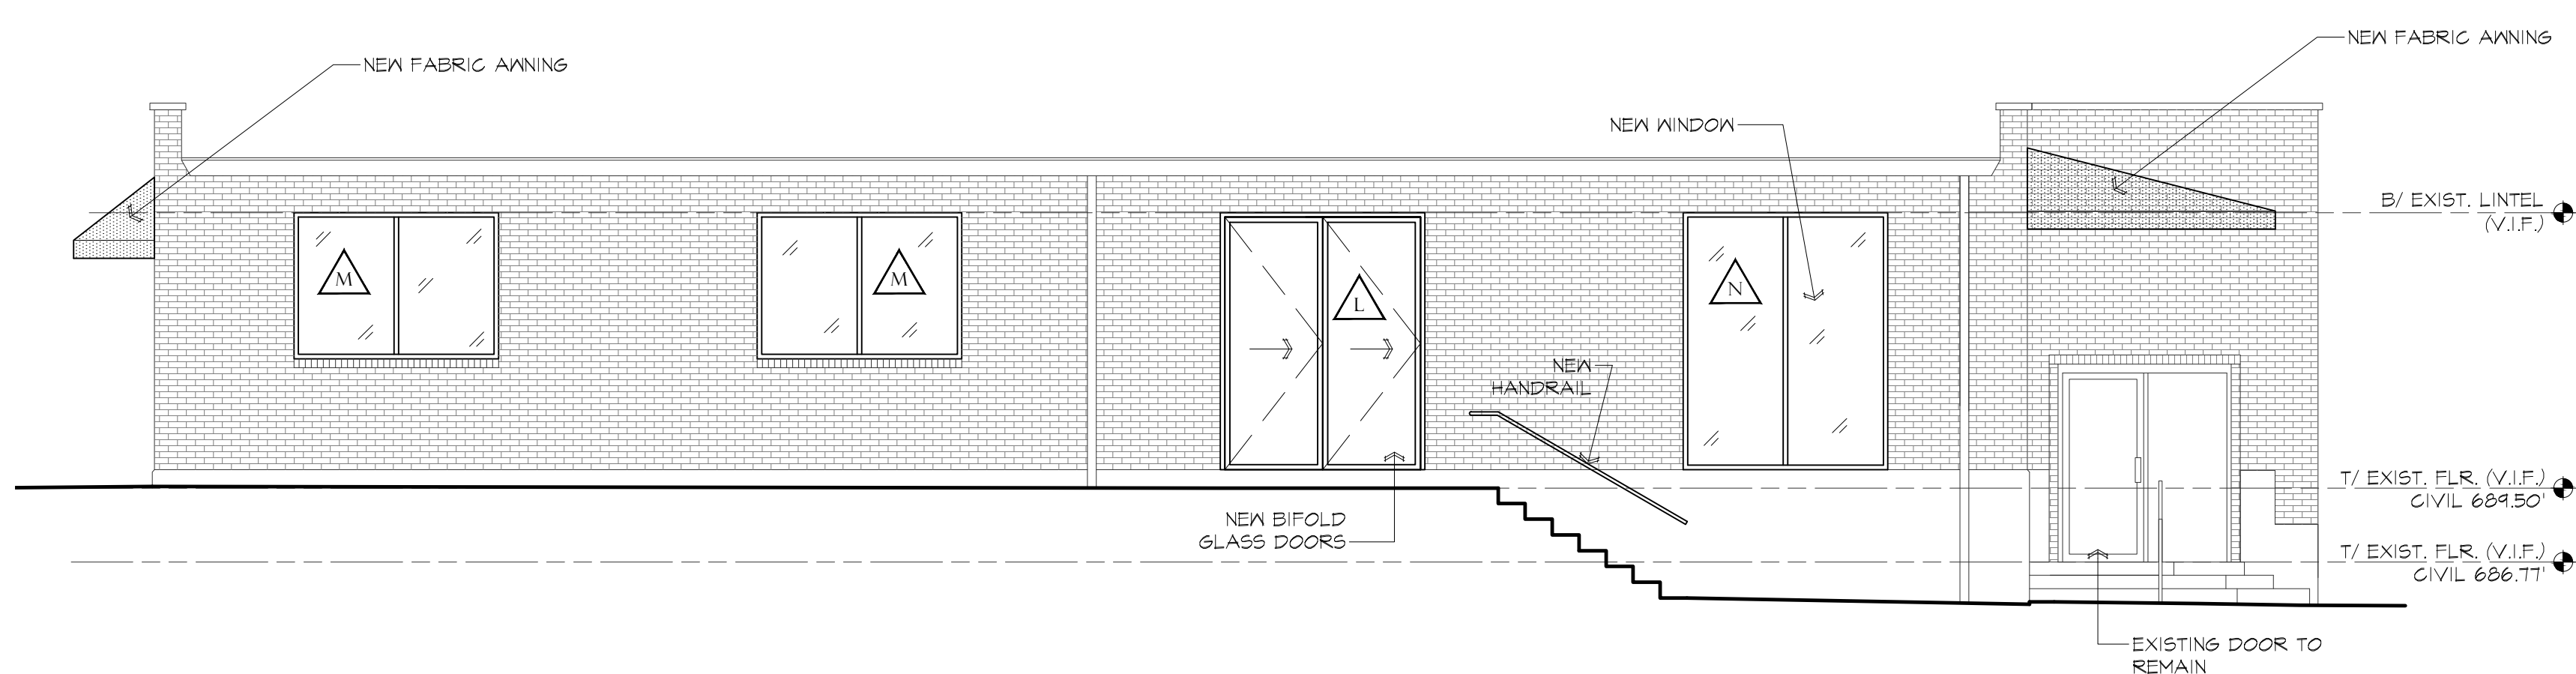 NEW FABRIC AWNING
NEW FABRIC AWNING
NEW WINDOW
B/ EXIST. LINTEL
(V.I.F.)
M
M
L
N
NEW
HANDRAIL
T/ EXIST. FLR. (V.I.F.)
CIVIL 689.50'
NEW BIFOLD
GLASS DOORS
T/ EXIST. FLR. (V.I.F.)
CIVIL 686.77'
EXISTING DOOR TO
REMAIN